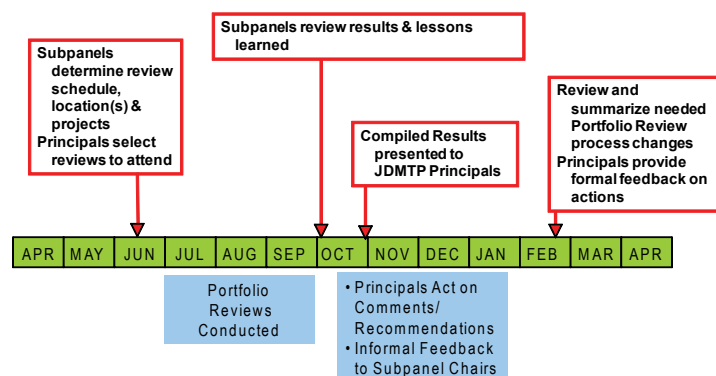 Subpanels
determine review
schedule,
location(s) &
projects
Principals select
reviews to attend
Subpanels review results & lessons
learned
Compiled Results
presented to
JDMTP Principals
Review and
summarize needed
Portfolio Review
process changes
Principals provide
formal feedback on
actions
APR MAY JUN JUL AUG SEP OCT NOV DEC JAN FEB MAR APR
Portfolio
Reviews
Conducted
• Principals Act on
Comments/
Recommendations
• Informal Feedback
to Subpanel Chairs